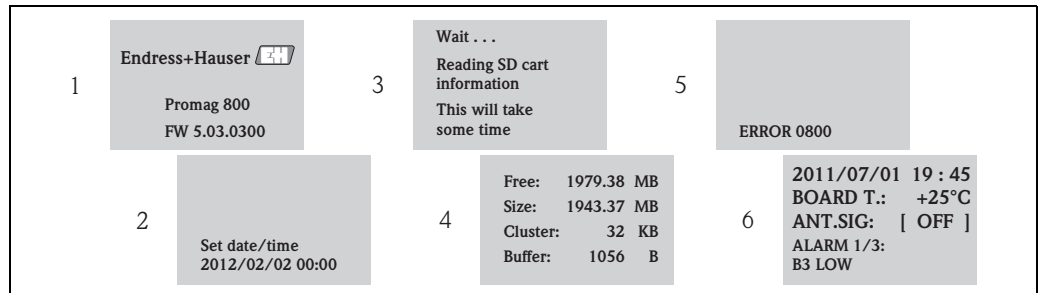 1
Endress+Hauser
Promag 800
FW 5.03.0300
2
Set date/time
2012/02/02 00:00
3
Wait . . .
Reading SD cart
information
This will take
some time
4
Free: 1979.38 MB
Size: 1943.37 MB
Cluster: 32 KB
Buffer: 1056 B
5
ERROR 0800
6
2011/07/01 19 : 45
BOARD T.: +25°C
ANT.SIG: [ OFF ]
ALARM 1/3:
B3 LOW